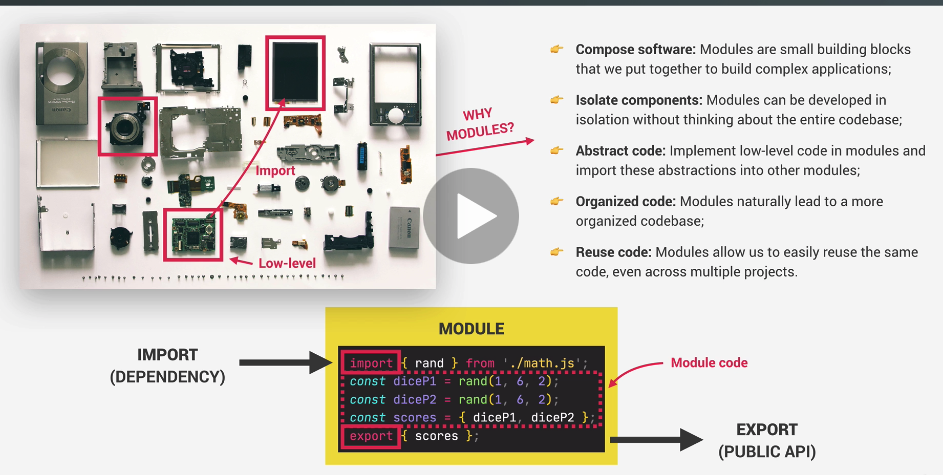 WHY
MODULES?
Import
Low-level
Canon
👉 Compose software: Modules are small building blocks
that we put together to build complex applications;
👉 Isolate components: Modules can be developed in
isolation without thinking about the entire codebase;
👉 Abstract code: Implement low-level code in modules and
import these abstractions into other modules;
👉 Organized code: Modules naturally lead to a more
organized codebase;
👉 Reuse code: Modules allow us to easily reuse the same
code, even across multiple projects.
MODULE
IMPORT
(DEPENDENCY)
import { rand } from './math.js';
const diceP1 = rand(1, 6, 2);
const diceP2 = rand(1, 6, 2);
const scores = { diceP1, diceP2 };
export { scores };
Module code
EXPORT
(PUBLIC API)